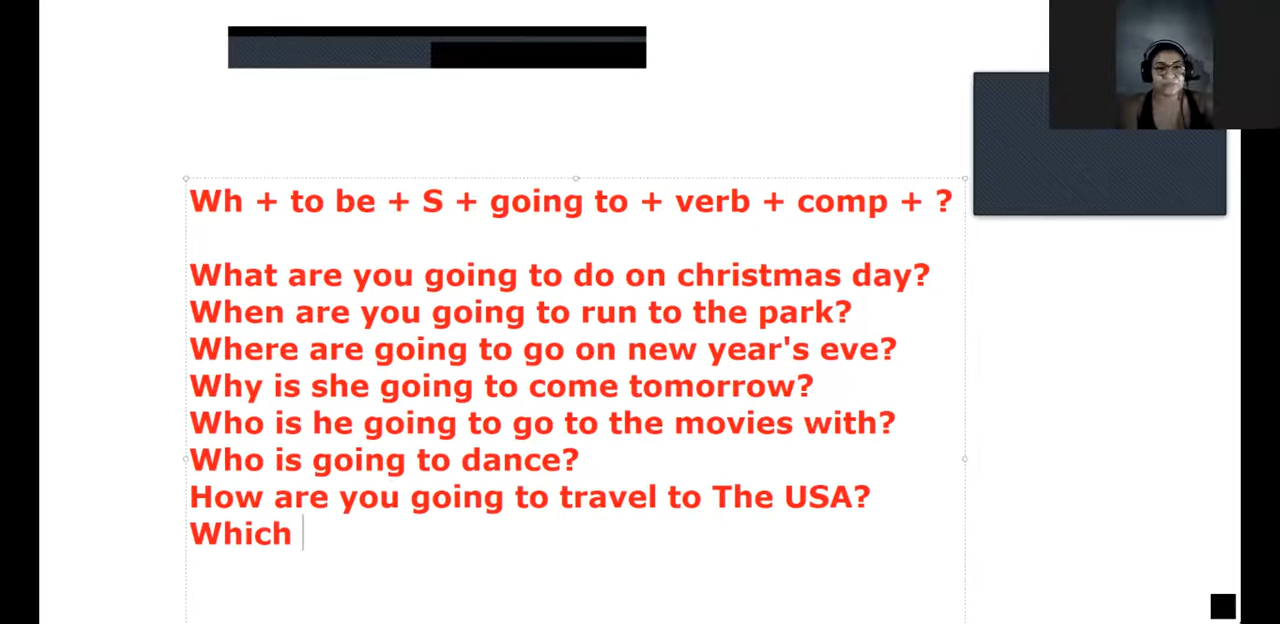 Wh + to be + S + going to + verb + comp + ?
What are you going to do on christmas day?
When are you going to run to the park?
Where are going to go on new year's eve?
Why is she going to come tomorrow?
Who is he going to go to the movies with?
Who is going to dance?
How are you going to travel to The USA?
Which